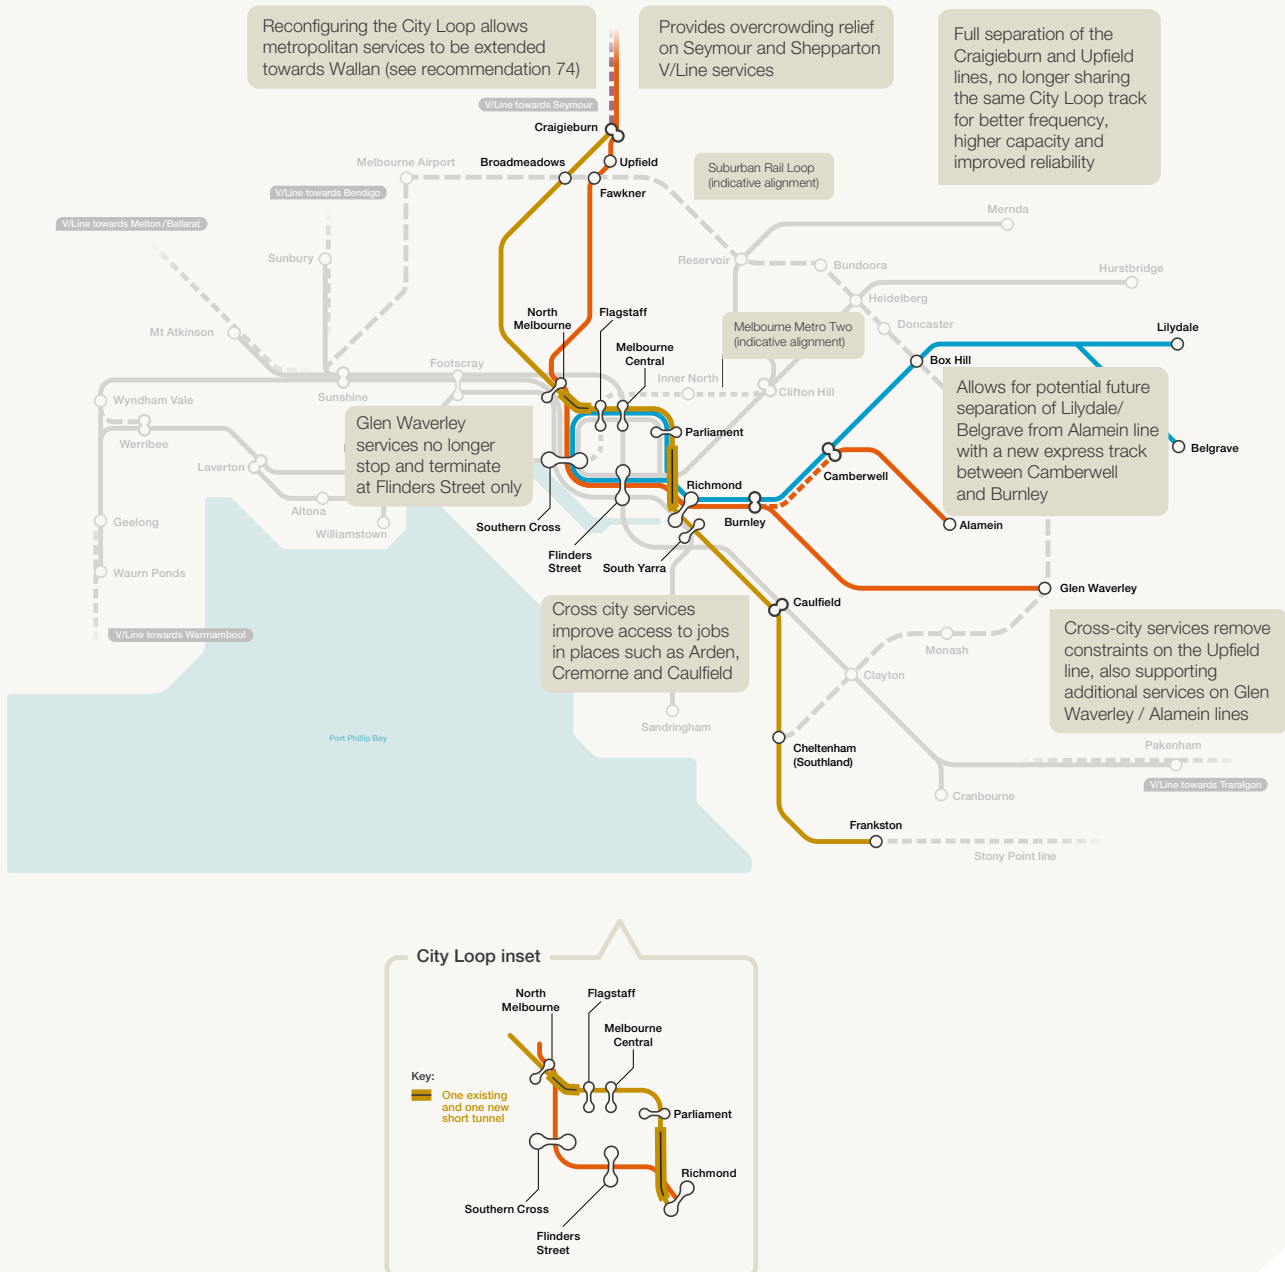 Reconfiguring the City Loop allows
metropolitan services to be extended
towards Wallan (see recommendation 74)
Provides overcrowding relief
on Seymour and Shepparton
V/Line services
Full separation of the
Craigieburn and Upfield
lines, no longer sharing
the same City Loop track
for better frequency,
higher capacity and
improved reliability
V/Line towards Seymour
Craigieburn
Melbourne Airport
Broadmeadows
Upfield
Fawkner
Suburban Rail Loop
(indicative alignment)
V/Line towards Bendigo
V/Line towards Melton/Ballarat
Mernda
Sunbury
Reservoir
Bundoora
Hurstbridge
Heidelberg
Mt Atkinson
North
Melbourne
Flagstaff
Melbourne
Central
Melbourne Metro Two
(indicative alignment)
Doncaster
Lilydale
Box Hill
Footscray
Inner North
Clifton Hill
Sunshine
Wyndham Vale
Werribee
Laverton
Altona
Williamstown
Glen Waverley
services no longer
stop and terminate
at Flinders Street only
Parliament
Allows for potential future
separation of Lilydale/
Belgrave from Alamein line
with a new express track
between Camberwell
and Burnley
Belgrave
Camberwell
Richmond
Burnley
Alamein
Southern Cross
Flinders
Street
South Yarra
Geelong
Waurn Ponds
Glen Waverley
Caulfield
Cross city services
improve access to jobs
in places such as Arden,
Cremorne and Caulfield
V/Line towards Warrnambool
Monash
Clayton
Cross-city services remove
constraints on the Upfield
line, also supporting
additional services on Glen
Waverley / Alamein lines
Sandringham
Port Phillip Bay
Cheltenham
(Southland)
Pakenham
V/Line towards Traralgon
Cranbourne
Frankston
Stony Point line
City Loop inset
North
Melbourne
Flagstaff
Melbourne
Central
Key:
One existing
and one new
short tunnel
Parliament
Richmond
Southern Cross
Flinders
Street